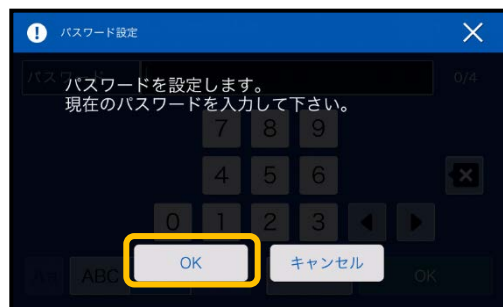 パスワード設定
パスワード
0/4
パスワードを設定します。
現在のパスワードを入力して下さい。
7 8 9
4 5 6
0 1 2 3
OK
キャンセル
Aa ABC
OK